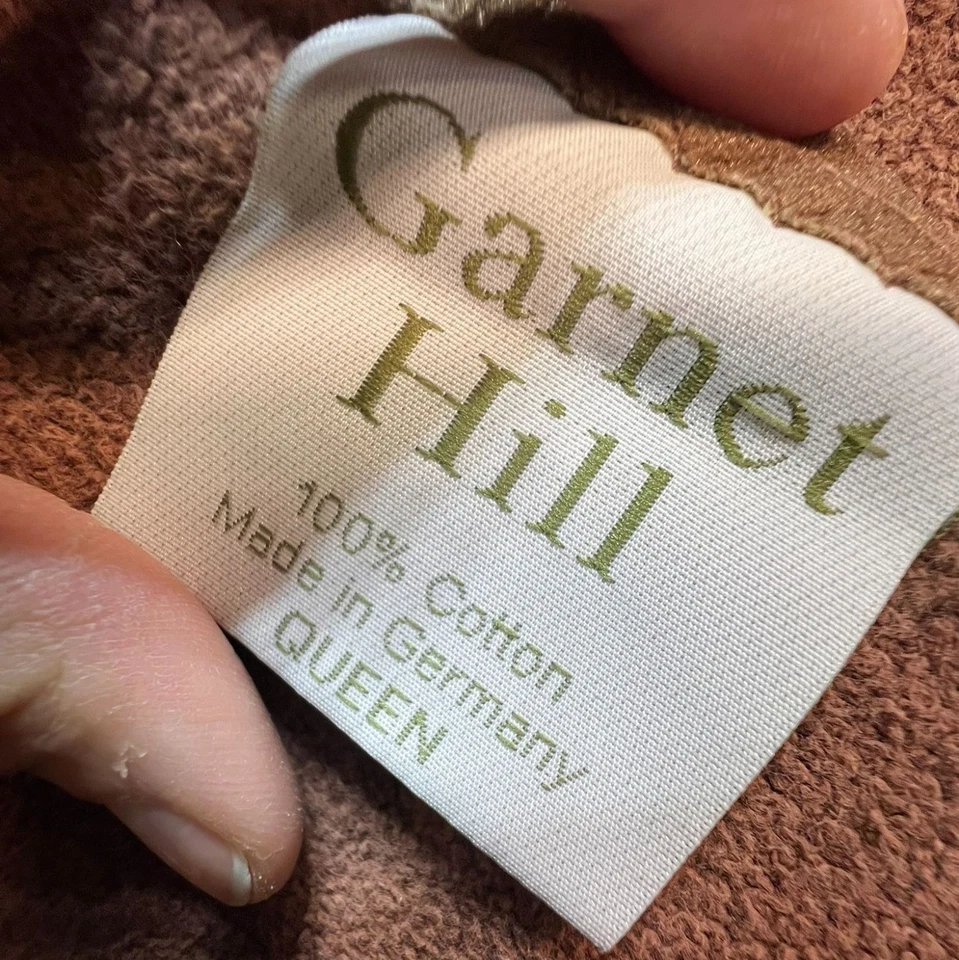 Garnet
Hill
100% Cotton
Made in Germany
QUEEN